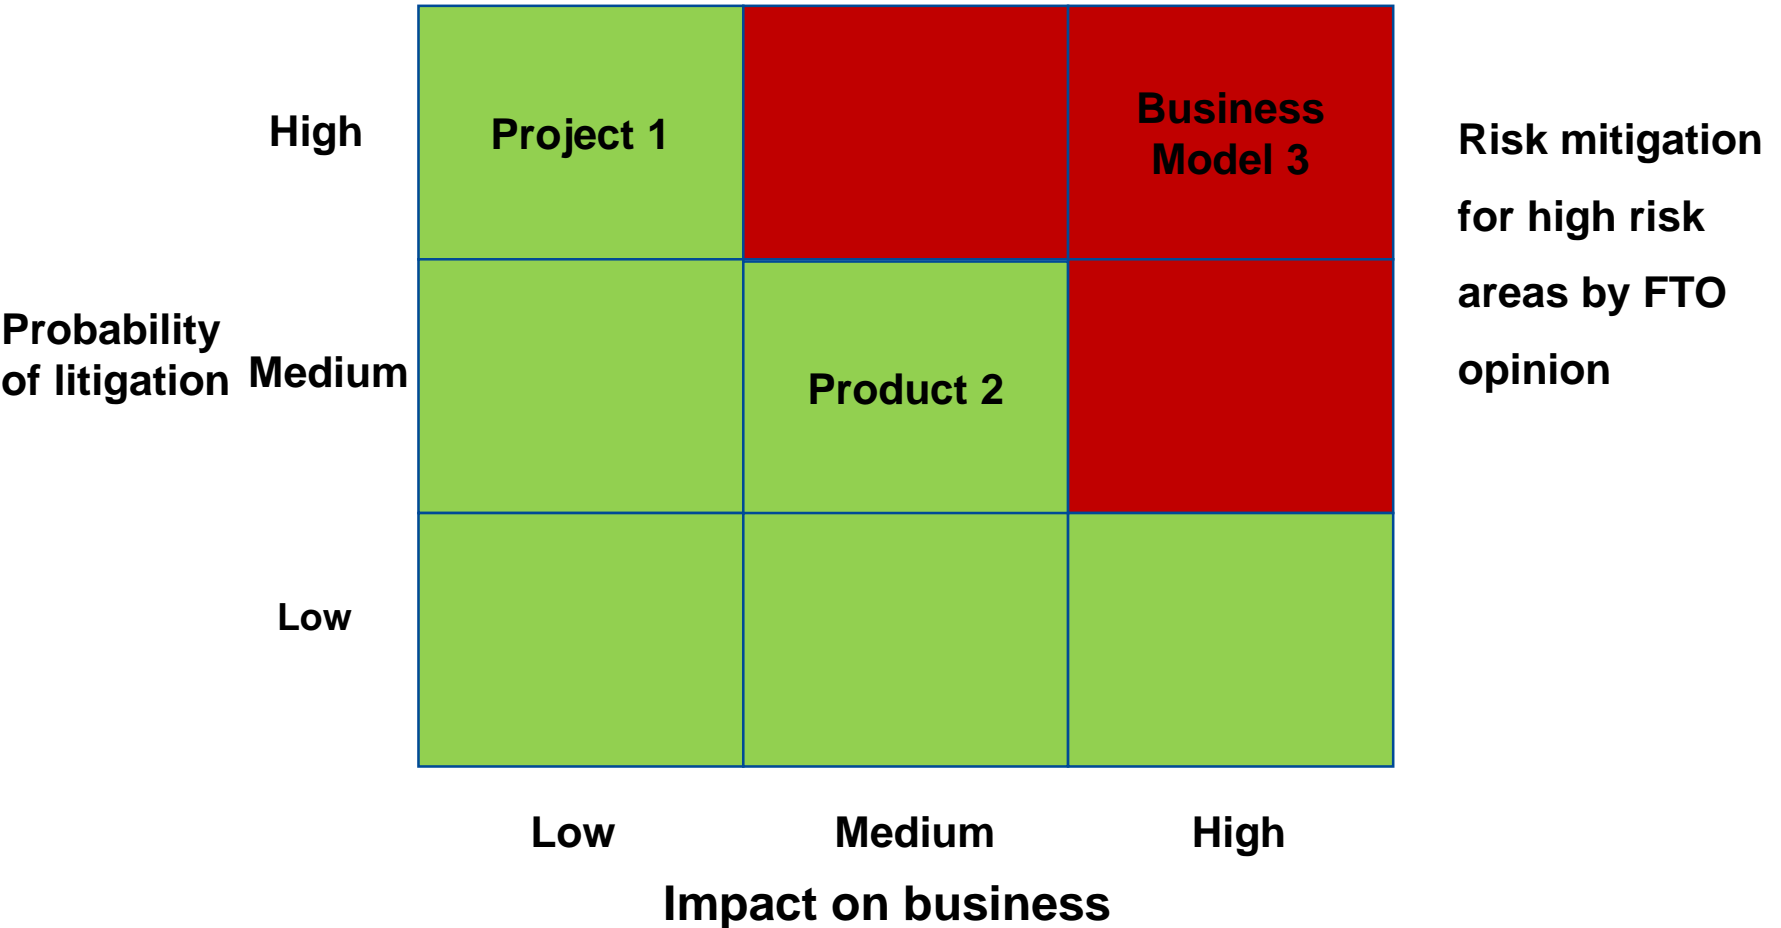 High
Project 1
Business
Model 3
Risk mitigation
for high risk
areas by FTO
opinion
Probability
of litigation
Medium
Product 2
Low
Low
Medium
High
Impact on business